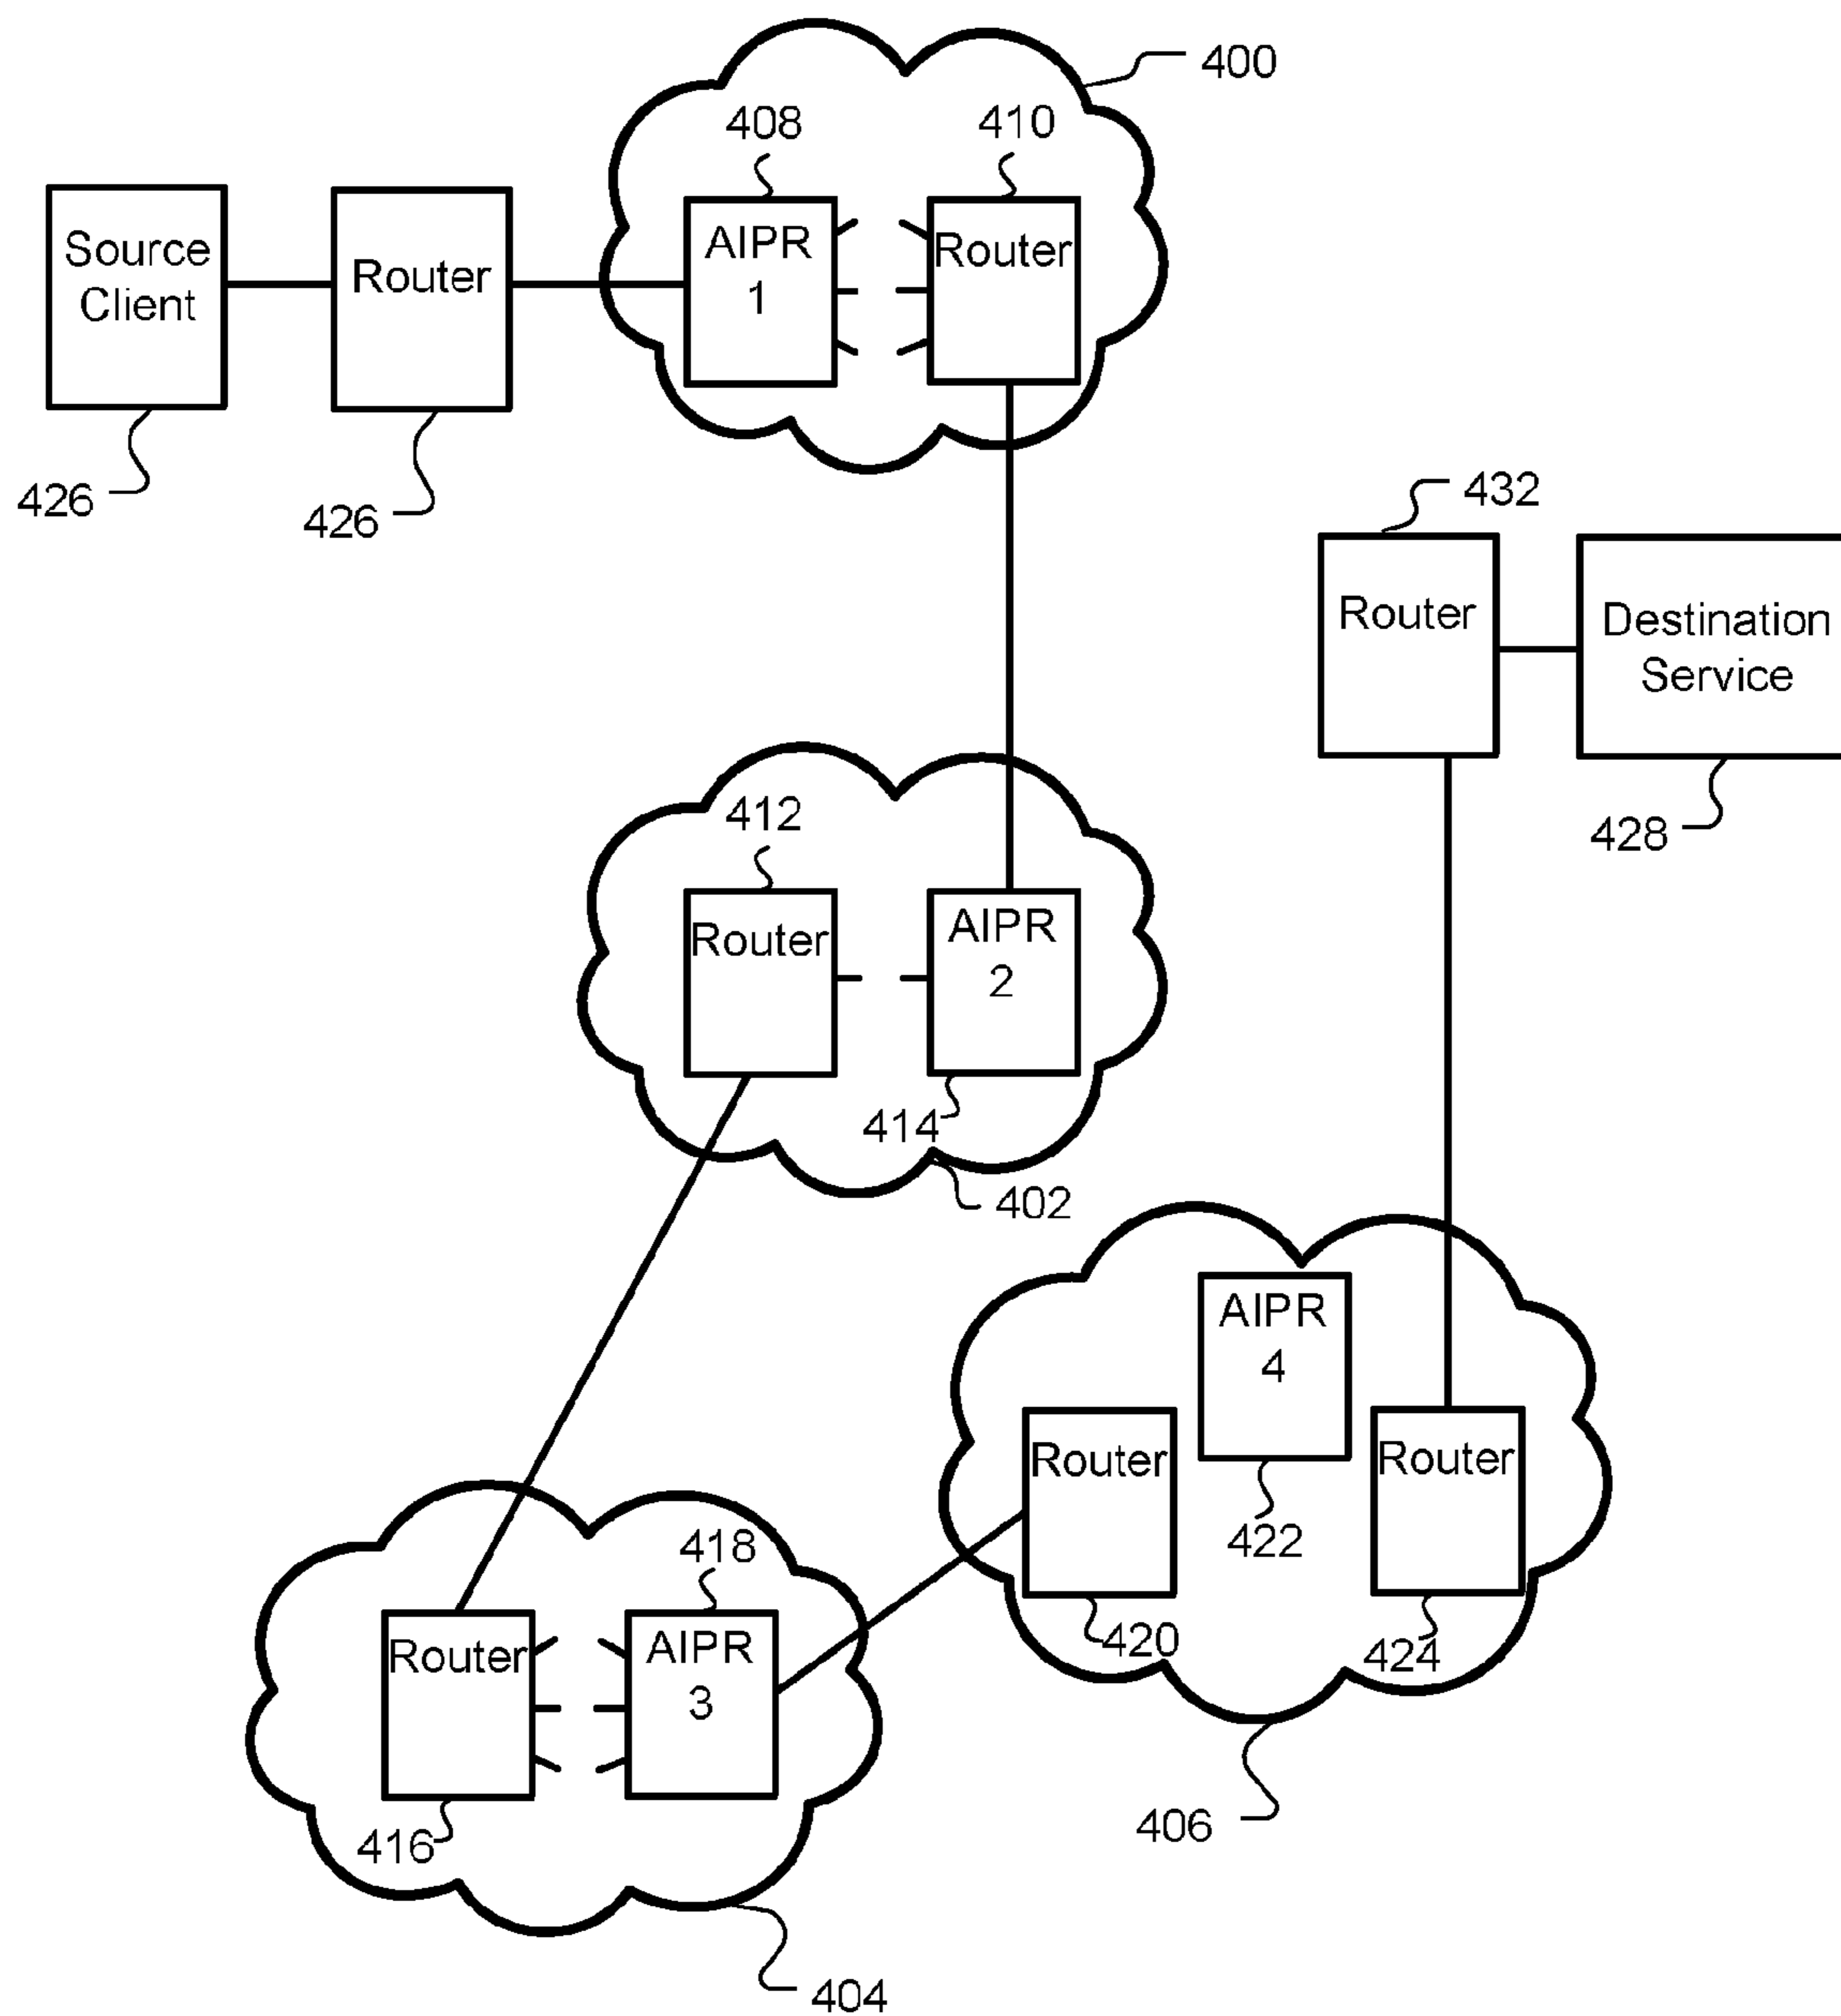 400
408
410
Source
Client
Router
AIPR
1
Router
426
426
432
Router
Destination
Service
428
412
Router
AIPR
2
414
402
AIPR
4
Router
Router
422
420
424
418
Router
AIPR
3
416
406
404